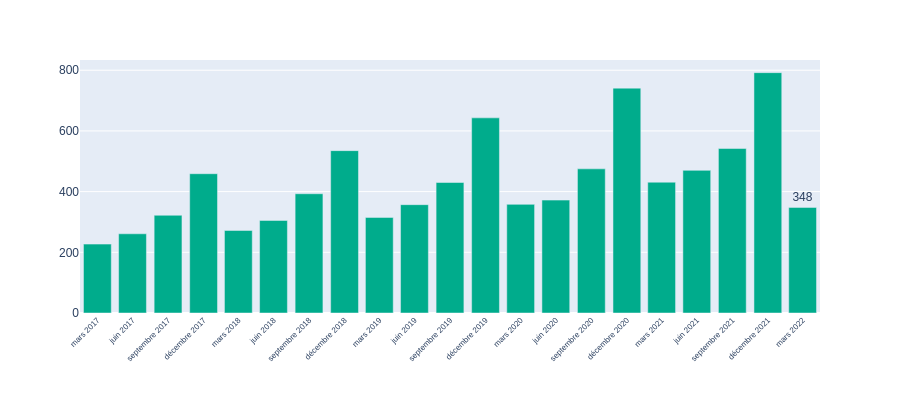 800
600
400
200
0
348
mars 2017
juin 2017
septembre 2017
décembre 2017
mars 2018
juin 2018
septembre 2018
décembre 2018
mars 2019
juin 2019
septembre 2019
décembre 2019
mars 2020
juin 2020
septembre 2020
décembre 2020
mars 2021
juin 2021
septembre 2021
décembre 2021
mars 2022